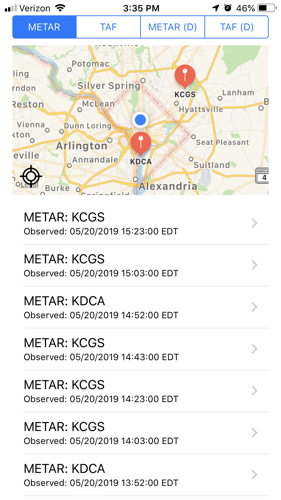 Verizon 3:35 PM 46%
METAR TAF METAR (D) TAF (D)
Potomac
Silver Spring
KCGS
Lanham
Reston
McLean
Hyattsville
Bo
Vienna
Dunn Loring
Seat Pleasant
Arlington
KDCA
Annandale
Suitland
ville
4
Burke
Springfield
Alexandria
METAR: KCGS
Observed: 05/20/2019 15:23:00 EDT
METAR: KCGS
Observed: 05/20/2019 15:03:00 EDT
METAR: KDCA
Observed: 05/20/2019 14:52:00 EDT
METAR: KCGS
Observed: 05/20/2019 14:43:00 EDT
METAR: KCGS
Observed: 05/20/2019 14:23:00 EDT
METAR: KCGS
Observed: 05/20/2019 14:03:00 EDT
METAR: KDCA
Observed: 05/20/2019 13:52:00 EDT